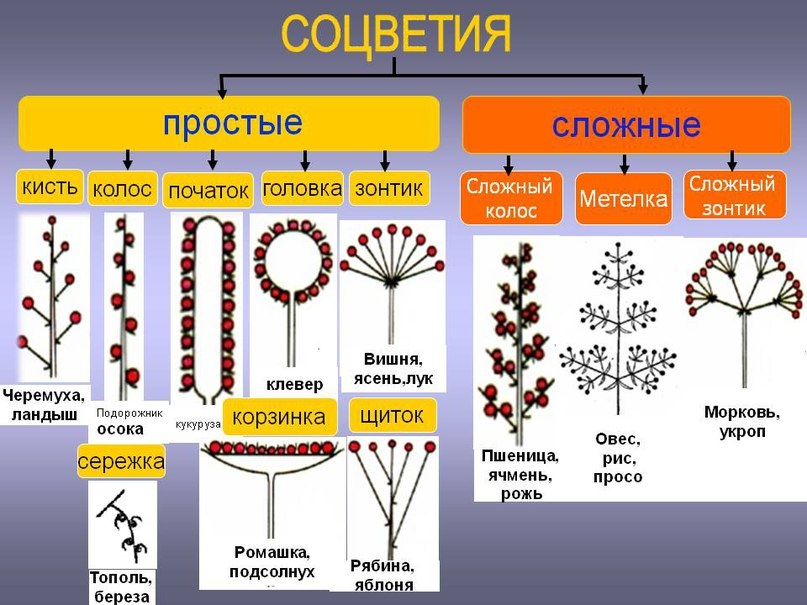 СОЦВЕТИЯ
простые
сложные
кисть
колос
початок
головка
зонтик
Сложный
колос
Метелка
Сложный
зонтик
Черемуха,
ландыш
Подорожник
осока
кукуруза
клевер
Вишня,
ясень,лук
корзинка
щиток
сережка
Тополь,
береза
Ромашка,
подсолнух
Рябина,
яблоня
Пшеница,
ячмень,
рожь
Овес,
рис,
просо
Морковь,
укроп